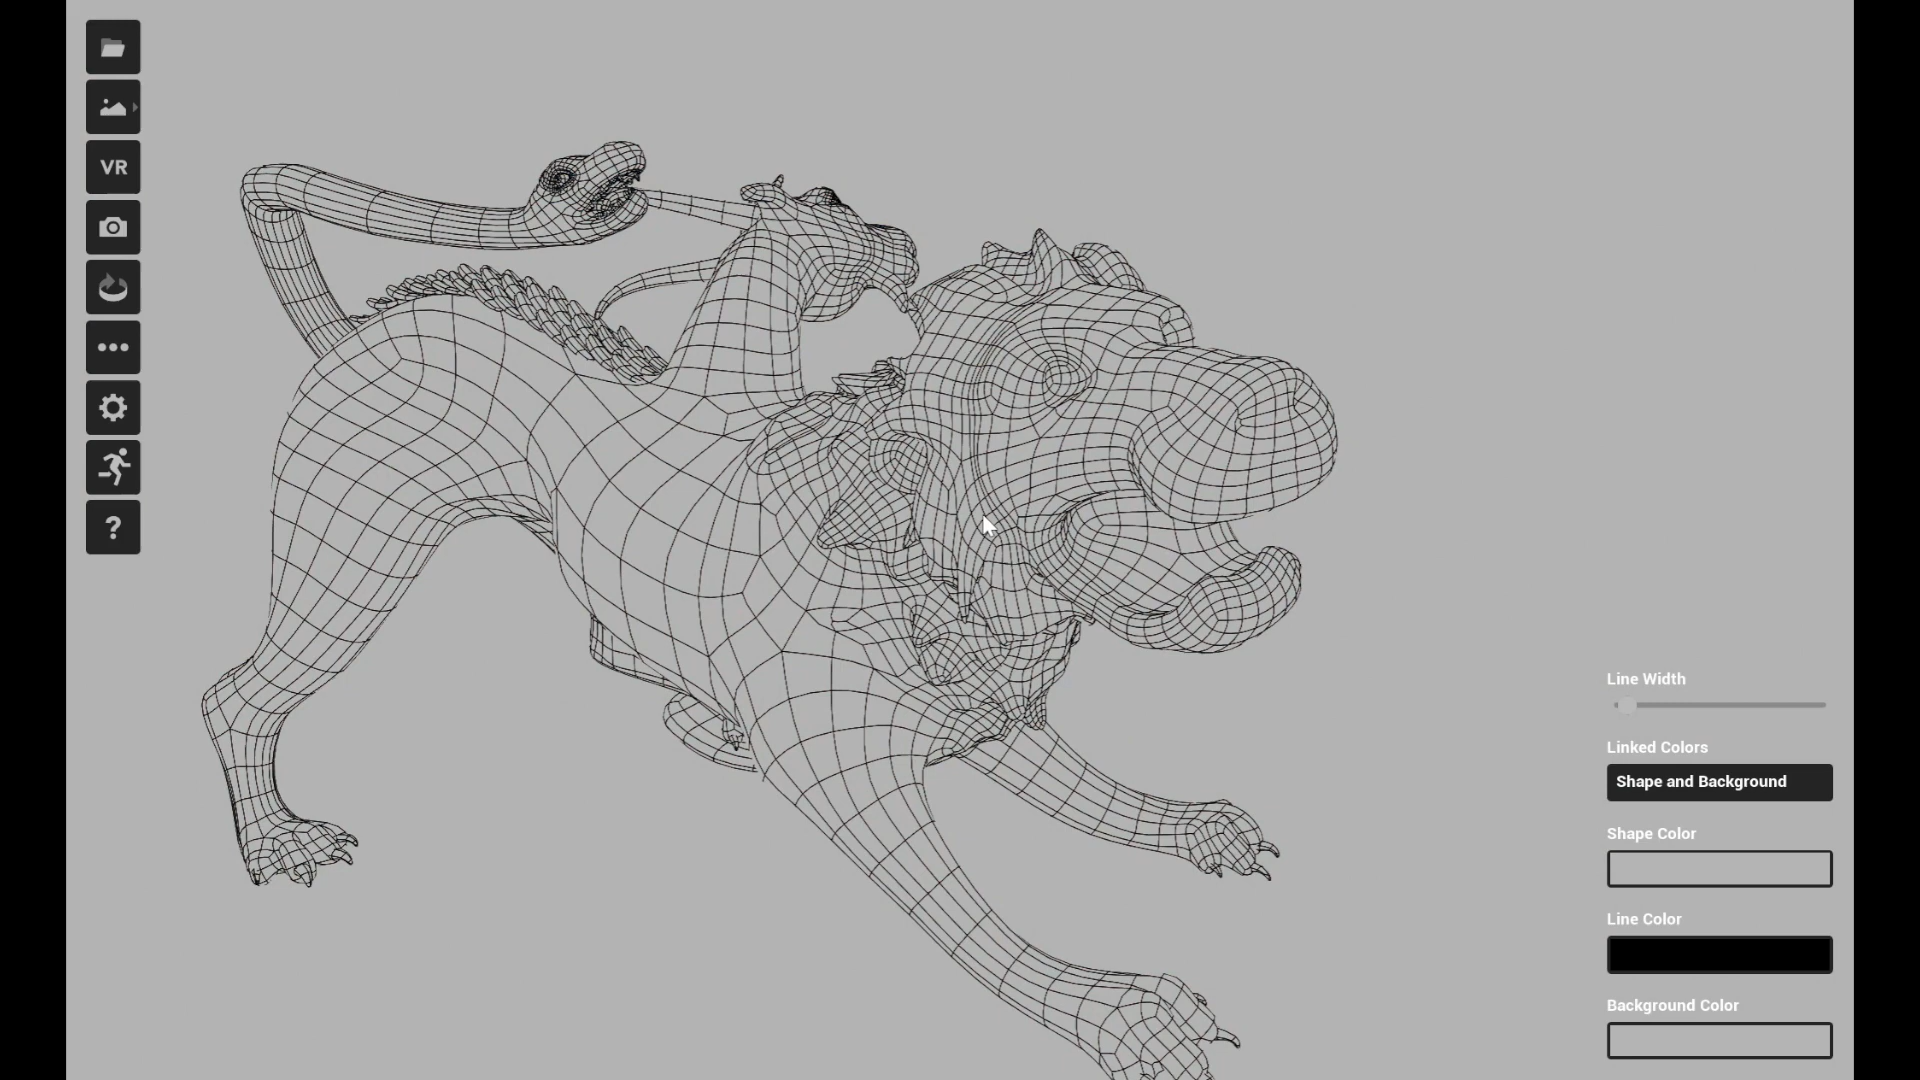 VR
?
Line Width
Linked Colors
Shape and Background
Shape Color
Line Color
Background Color